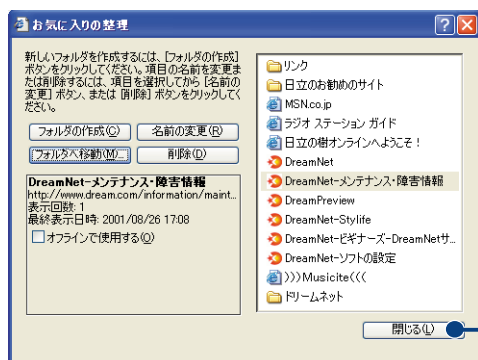 お気に入りの整理
新しいフォルダを作成するには、[フォルダの作成]
ボタンをクリックしてください。項目の名前を変更ま
たは削除するには、項目を選択してから [名前の
変更] ボタン、または [削除] ボタンをクリックしてく
ださい。
フォルダの作成(C)
名前の変更(R)
フォルダへ移動(M)...
削除(D)
DreamNet-メンテナンス・障害情報
http://www.dream.com/information/maint...
表示回数: 1
最終表示日時: 2001/08/26 17:08
オフラインで使用する(O)
リンク
日立のお勧めのサイト
MSN.co.jp
ラジオ ステーション ガイド
日立の樹オンラインへようこそ!
DreamNet
DreamNet-メンテナンス・障害情報
DreamPreview
DreamNet-Stylife
DreamNet-ビギナーズ-DreamNetサ...
DreamNet-ソフトの設定
)))Musicite(((
ドリームネット
閉じる(L)